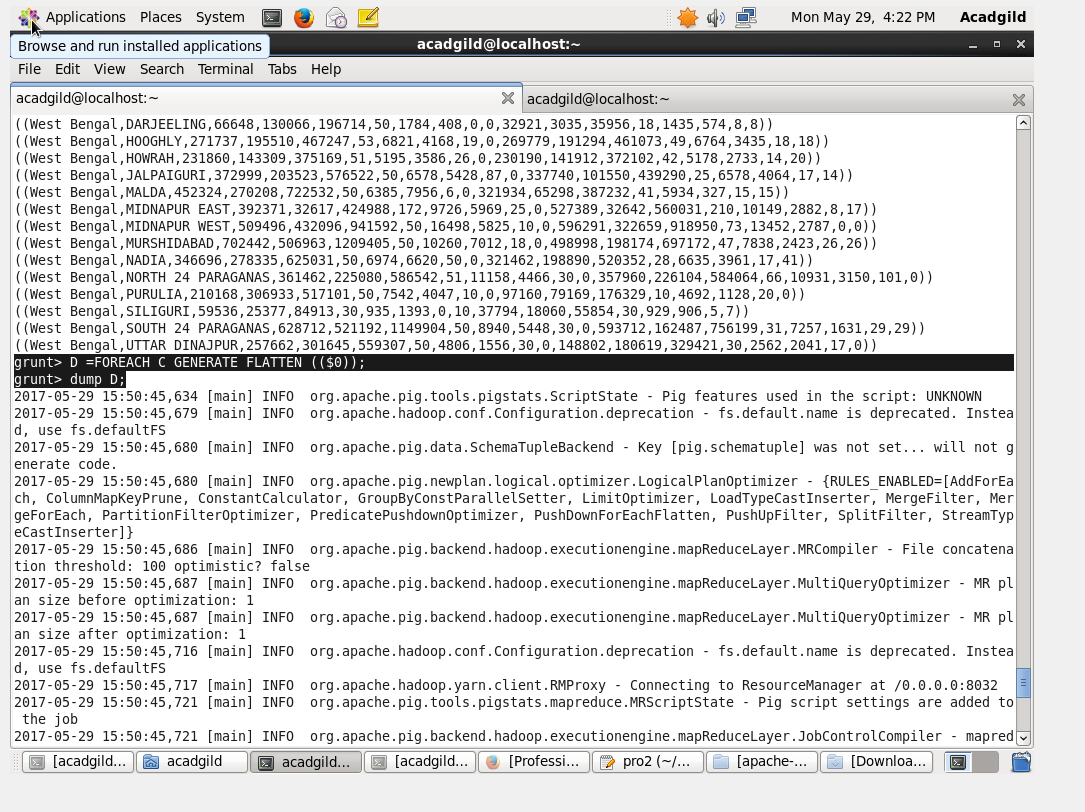 Applications Places System Mon May 29, 4:22 PM Acadgild
Browse and run installed applications
acadgild@localhost:~
File Edit View Search Terminal Tabs Help
acadgild@localhost:~ acadgild@localhost:~
((West Bengal,DARJEELING,66648,130066,196714,50,1784,408,0,0,32921,3035,35956,18,1435,574,8,8))
((West Bengal,HOOGHLY,271737,195510,467247,53,6821,4168,19,0,269779,191294,461073,49,6764,3435,18,18))
((West Bengal,HOWRAH,231860,143309,375169,51,5195,3586,26,0,230190,141912,372102,42,5178,2733,14,20))
((West Bengal,JALPAIGURI,372999,203523,576522,50,6578,5428,87,0,337740,101550,439290,25,6578,4064,17,14))
((West Bengal,MALDA,452324,270208,722532,50,6385,7956,6,0,321934,65298,387232,41,5934,327,15,15))
((West Bengal,MIDNAPUR EAST,392371,32617,424988,172,9726,5969,25,0,527389,32642,560031,210,10149,2882,8,17))
((West Bengal,MIDNAPUR WEST,509496,432096,941592,50,16498,5825,10,0,596291,322659,918950,73,13452,2787,0,0))
((West Bengal,MURSHIDABAD,702442,506963,1209405,50,10260,7012,18,0,498998,198174,697172,47,7838,2423,26,26))
((West Bengal,NADIA,346696,278335,625031,50,6974,6620,50,0,321462,198890,520352,28,6635,3961,17,41))
((West Bengal,NORTH 24 PARAGANAS,361462,225080,586542,51,11158,4466,30,0,357960,226104,584064,66,10931,3150,101,0))
((West Bengal,PURULIA,210168,306933,517101,50,7542,4047,10,0,97160,79169,176329,10,4692,1128,20,0))
((West Bengal,SILIGURI,59536,25377,84913,30,935,1393,0,10,37794,18060,55854,30,929,906,5,7))
((West Bengal,SOUTH 24 PARAGANAS,628712,521192,1149904,50,8940,5448,30,0,593712,162487,756199,31,7257,1631,29,29))
((West Bengal,UTTAR DINAJPUR,257662,301645,559307,50,4806,1556,30,0,148802,180619,329421,30,2562,2041,17,0))
grunt> D =FOREACH C GENERATE FLATTEN (($0));
grunt> dump D;
2017-05-29 15:50:45,634 [main] INFO  org.apache.pig.tools.pigstats.ScriptState - Pig features used in the script: UNKNOWN
2017-05-29 15:50:45,679 [main] INFO  org.apache.hadoop.conf.Configuration.deprecation - fs.default.name is deprecated. Instea
d, use fs.defaultFS
2017-05-29 15:50:45,680 [main] INFO  org.apache.pig.data.SchemaTupleBackend - Key [pig.schematuple] was not set... will not g
enerate code.
2017-05-29 15:50:45,680 [main] INFO  org.apache.pig.newplan.logical.optimizer.LogicalPlanOptimizer - {RULES_ENABLED=[AddForEa
ch, ColumnMapKeyPrune, ConstantCalculator, GroupByConstParallelSetter, LimitOptimizer, LoadTypeCastInserter, MergeFilter, Mer
geForEach, PartitionFilterOptimizer, PredicatePushdownOptimizer, PushDownForEachFlatten, PushUpFilter, SplitFilter, StreamTyp
eCastInserter]}
2017-05-29 15:50:45,686 [main] INFO  org.apache.pig.backend.hadoop.executionengine.mapReduceLayer.MRCompiler - File concatena
tion threshold: 100 optimistic? false
2017-05-29 15:50:45,687 [main] INFO  org.apache.pig.backend.hadoop.executionengine.mapReduceLayer.MultiQueryOptimizer - MR pl
an size before optimization: 1
2017-05-29 15:50:45,687 [main] INFO  org.apache.pig.backend.hadoop.executionengine.mapReduceLayer.MultiQueryOptimizer - MR pl
an size after optimization: 1
2017-05-29 15:50:45,716 [main] INFO  org.apache.hadoop.conf.Configuration.deprecation - fs.default.name is deprecated. Instea
d, use fs.defaultFS
2017-05-29 15:50:45,717 [main] INFO  org.apache.hadoop.yarn.client.RMProxy - Connecting to ResourceManager at /0.0.0.0:8032
2017-05-29 15:50:45,721 [main] INFO  org.apache.pig.tools.pigstats.mapreduce.MRScriptState - Pig script settings are added to
 the job
2017-05-29 15:50:45,721 [main] INFO  org.apache.pig.backend.hadoop.executionengine.mapReduceLayer.JobControlCompiler - mapred
[acadgild... acadgild acadgild... [acadgild... [Professi... pro2 (~/... [apache-... [Downloa...